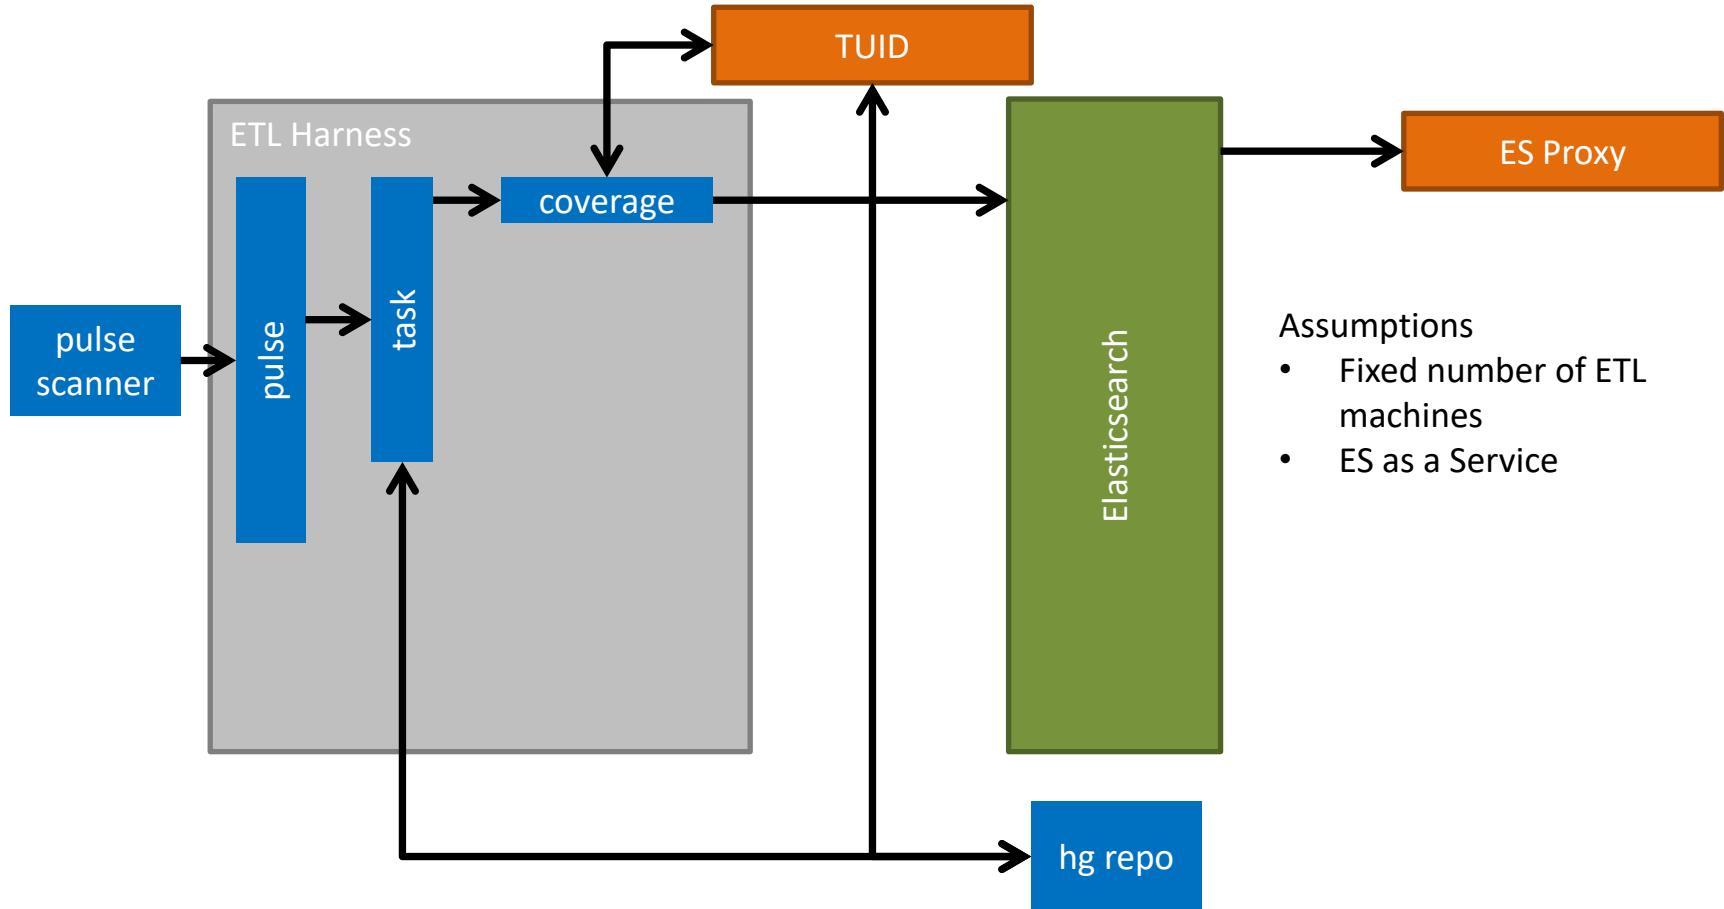 TUID
ETL Harness
ES Proxy
coverage
task
pulse
pulse
scanner
Elasticsearch
Assumptions
• Fixed number of ETL
machines
• ES as a Service
hg repo